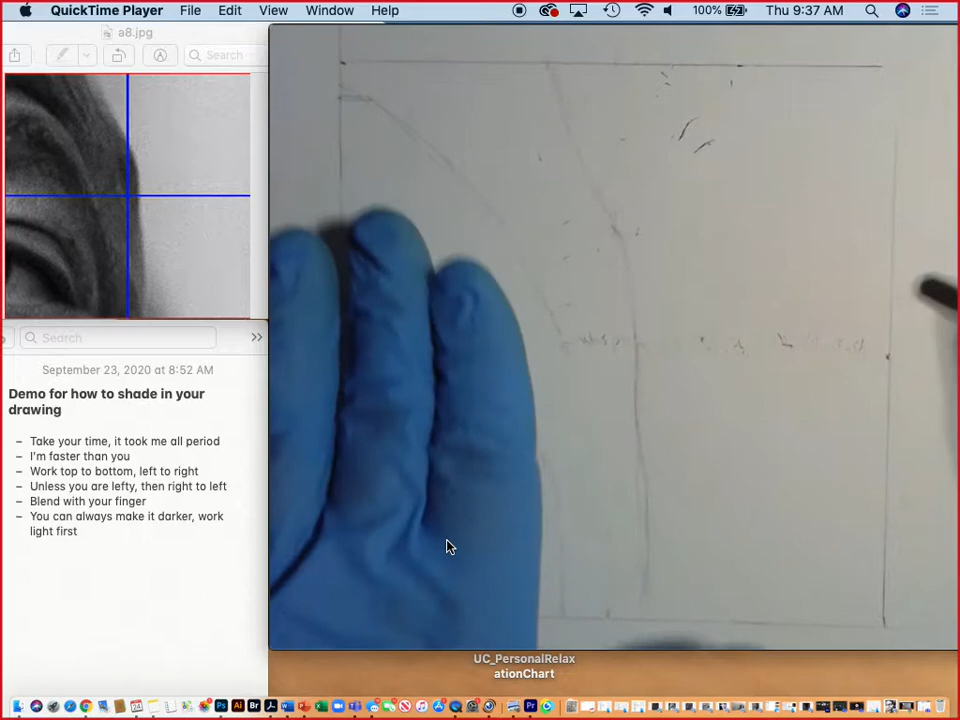 QuickTime Player File Edit View Window Help 100% Thu 9:37 AM
a8.jpg
Search
Search
September 23, 2020 at 8:52 AM
Demo for how to shade in your
drawing
– Take your time, it took me all period
– I'm faster than you
– Work top to bottom, left to right
– Unless you are lefty, then right to left
– Blend with your finger
– You can always make it darker, work
light first
UC_PersonalRelax
ationChart